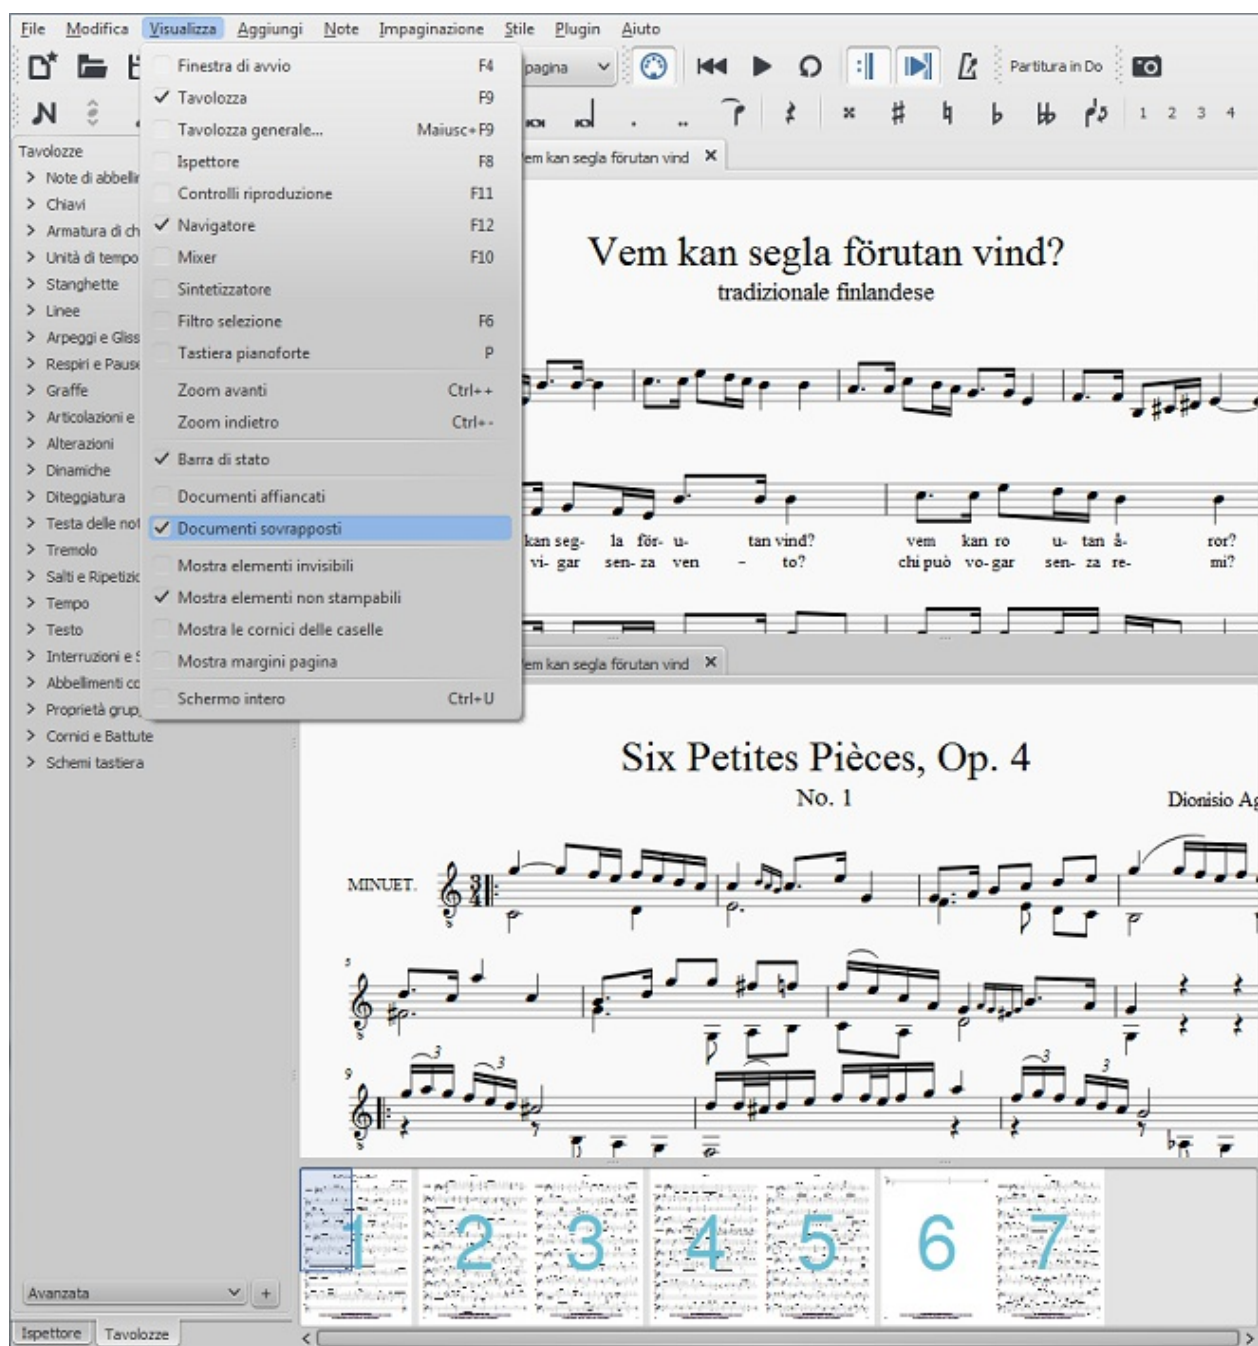 File Modifica Visualizza Aggiungi Note Impaginazione Stile Plugin Aiuto
pagina
Partitura in Do
1 2 3 4
Finestra di avvio F4
Tavolozza F9
Tavolozza generale... Maiusc+F9
Ispettore F8
Controlli riproduzione F11
Navigatore F12
Mixer F10
Sintetizzatore
Filtro selezione F6
Tastiera pianoforte P
Zoom avanti Ctrl++
Zoom indietro Ctrl+-
Barra di stato
Documenti affiancati
Documenti sovrapposti
Mostra elementi invisibili
Mostra elementi non stampabili
Mostra le cornici delle caselle
Mostra margini pagina
Schermo intero Ctrl+U
Tavolozze
Note di abbelli
Chiavi
Armatura di ch
Unità di tempo
Stanghette
Linee
Arpeggi e Gliss
Respiri e Pause
Graffe
Articolazioni e
Alterazioni
Dinamiche
Diteggiatura
Testa delle not
Tremolo
Salti e Ripetizio
Tempo
Testo
Interruzioni e S
Abbellimenti co
Proprietà grup
Cornici e Battute
Schemi tastiera
Avanzata +
Ispettore Tavolozze
em kan segla förutan vind
Vem kan segla förutan vind?
tradizionale finlandese
kan seg- la för- u- tan vind? vem kan ro u- tan å- ror?
vi- gar sen- za ven - to? chi può vo- gar sen- za re- mi?
em kan segla förutan vind
Six Petites Pièces, Op. 4
No. 1
Dionisio Ag
MINUET.
3
4
5
9
3 3 3 3
1 2 3 4 5 6 7